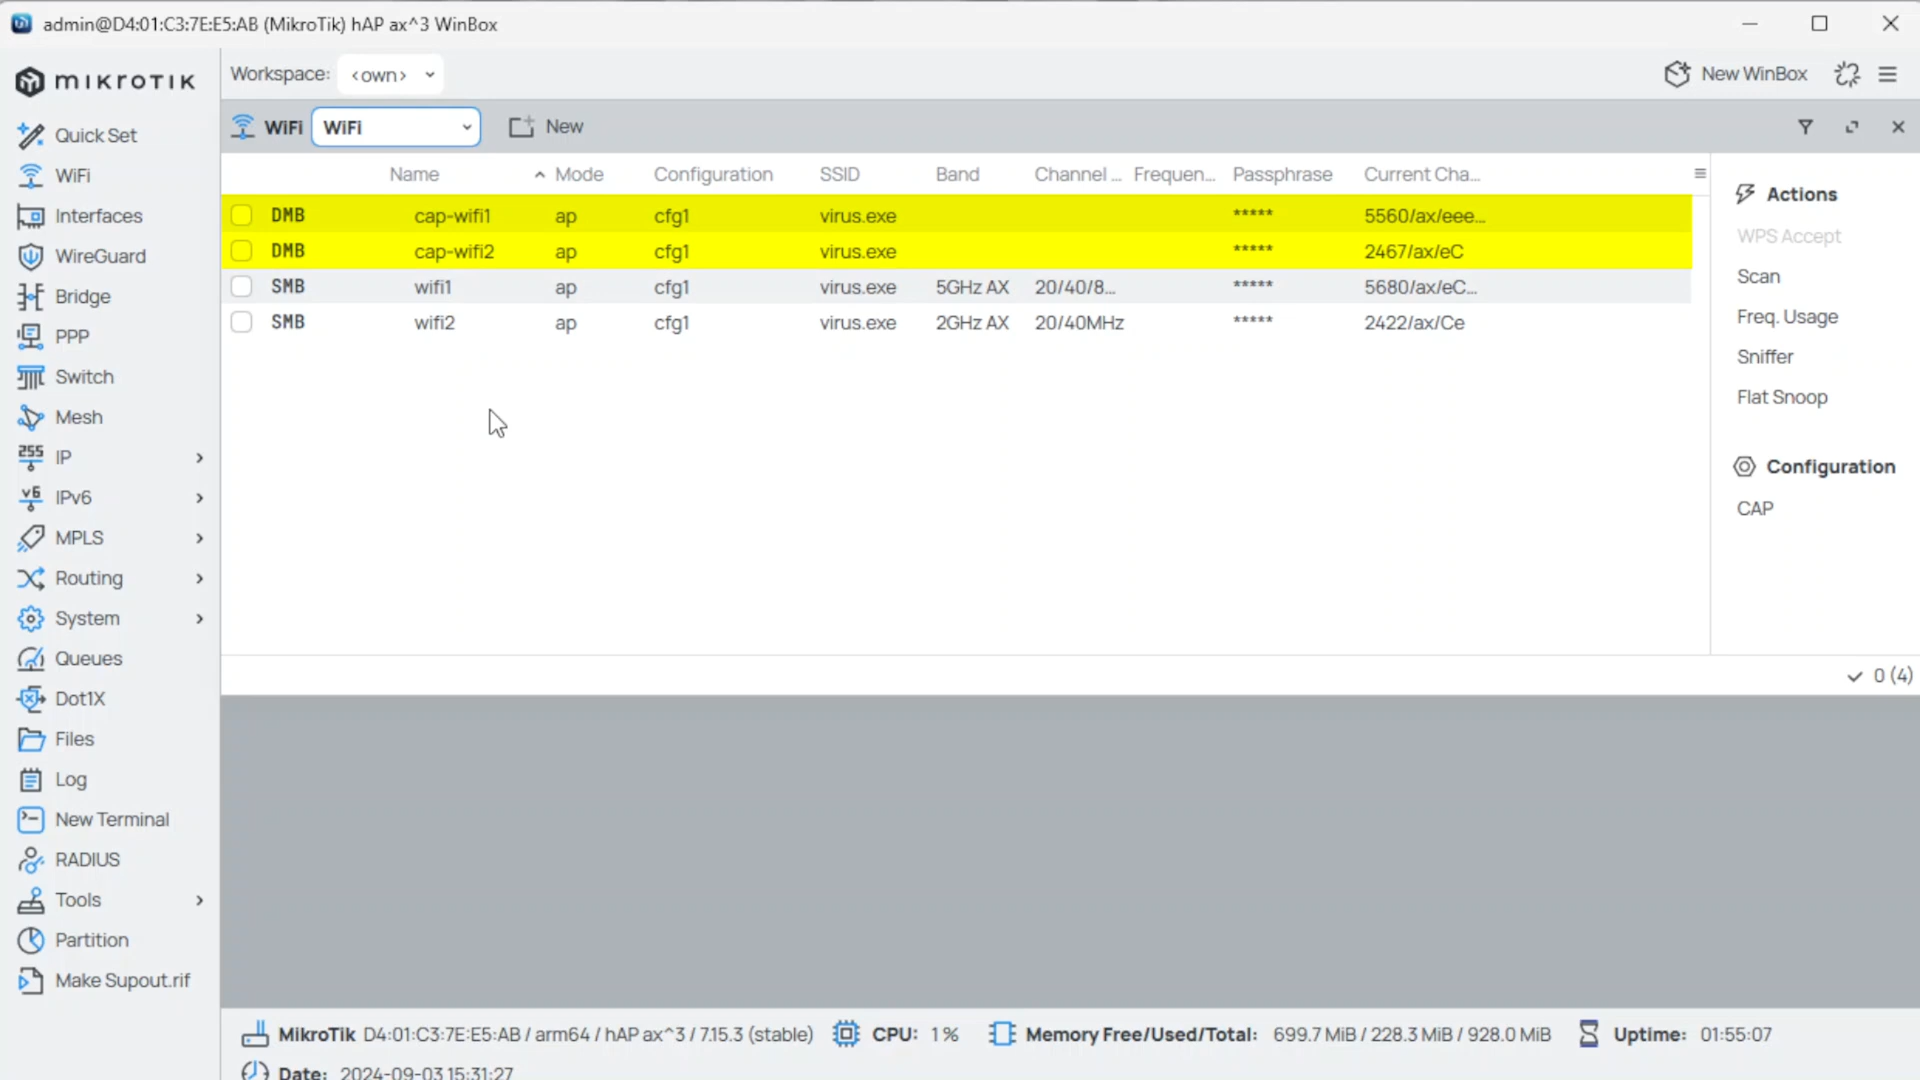 admin@D4:01:C3:7E:E5:AB (MikroTik) hAP ax^3 WinBox
MIKROTIK
Workspace: <own> New WinBox
WiFi WiFi New
Quick Set
WiFi
Interfaces
WireGuard
Bridge
PPP
Switch
Mesh
255 IP
v6 IPv6
MPLS
Routing
System
Queues
Dot1X
Files
Log
New Terminal
RADIUS
Tools
Partition
Make Supout.rif
Name Mode Configuration SSID Band Channel ... Frequen... Passphrase Current Cha...
DMB cap-wifi1 ap cfg1 virus.exe ***** 5560/ax/eee...
DMB cap-wifi2 ap cfg1 virus.exe ***** 2467/ax/eC
SMB wifi1 ap cfg1 virus.exe 5GHz AX 20/40/8... ***** 5680/ax/eC...
SMB wifi2 ap cfg1 virus.exe 2GHz AX 20/40MHz ***** 2422/ax/Ce
Actions
WPS Accept
Scan
Freq. Usage
Sniffer
Flat Snoop
Configuration
CAP
0 (4)
MikroTik D4:01:C3:7E:E5:AB / arm64 / hAP ax^3 / 7.15.3 (stable) CPU: 1 % Memory Free/Used/Total: 699.7 MiB / 228.3 MiB / 928.0 MiB Uptime: 01:55:07
Date: 2024-09-03 15:31:27